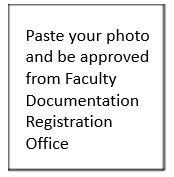 Paste your photo
and be approved
from Faculty
Documentation
Registration
Office